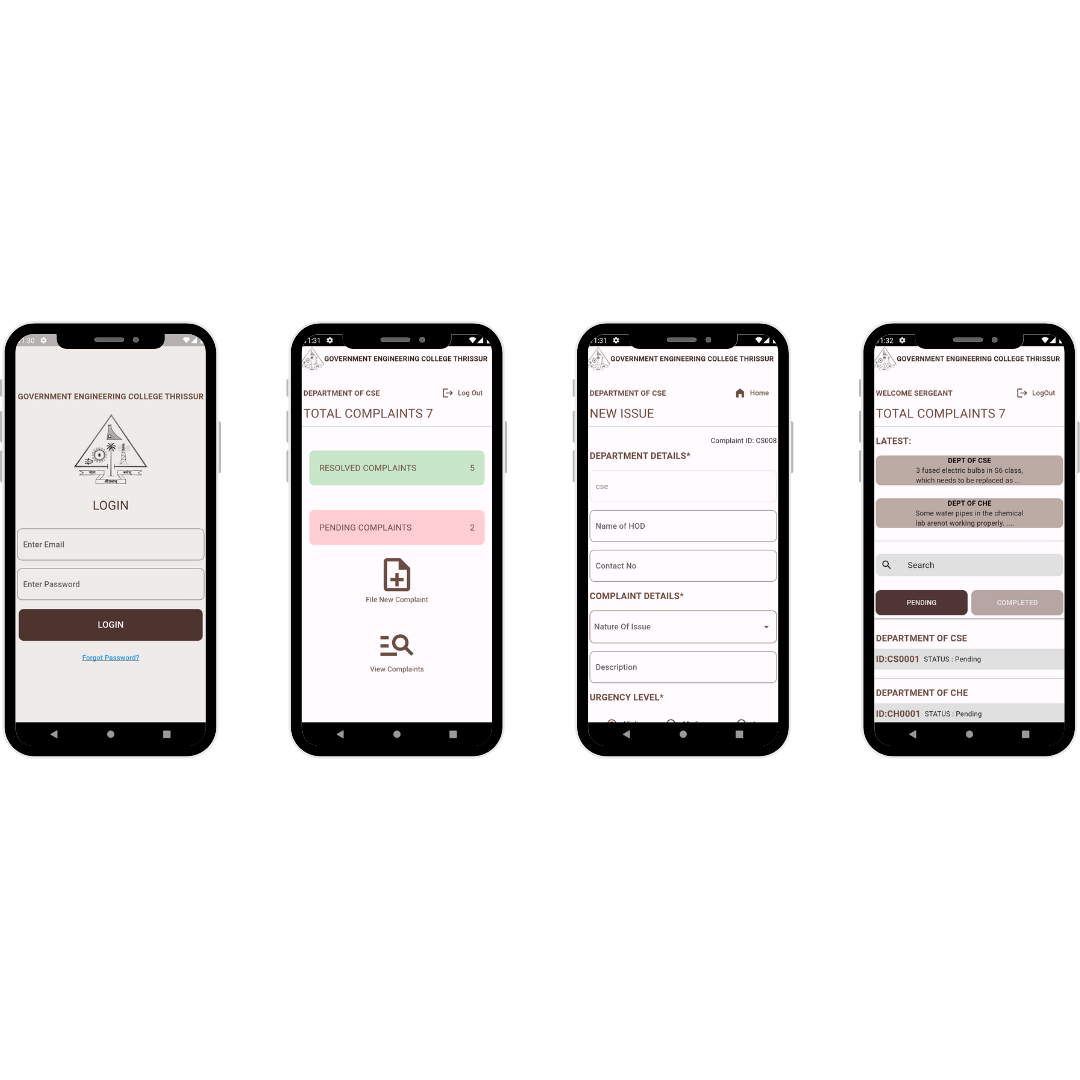 1:30
GOVERNMENT ENGINEERING COLLEGE THRISSUR
LOGIN
Enter Email
Enter Password
LOGIN
Forgot Password?
1:31
GOVERNMENT ENGINEERING COLLEGE THRISSUR
DEPARTMENT OF CSE
Log Out
TOTAL COMPLAINTS 7
RESOLVED COMPLAINTS 5
PENDING COMPLAINTS 2
File New Complaint
View Complaints
1:31
GOVERNMENT ENGINEERING COLLEGE THRISSUR
DEPARTMENT OF CSE
Home
NEW ISSUE
Complaint ID: CS008
DEPARTMENT DETAILS*
cse
Name of HOD
Contact No
COMPLAINT DETAILS*
Nature Of Issue
Description
URGENCY LEVEL*
1:32
GOVERNMENT ENGINEERING COLLEGE THRISSUR
WELCOME SERGEANT
LogOut
TOTAL COMPLAINTS 7
LATEST:
DEPT OF CSE
3 fused electric bulbs in S6 class,
which needs to be replaced as ...
DEPT OF CHE
Some water pipes in the chemical
lab arenot working properly. ....
Search
PENDING
COMPLETED
DEPARTMENT OF CSE
ID:CS0001 STATUS : Pending
DEPARTMENT OF CHE
ID:CH0001 STATUS : Pending